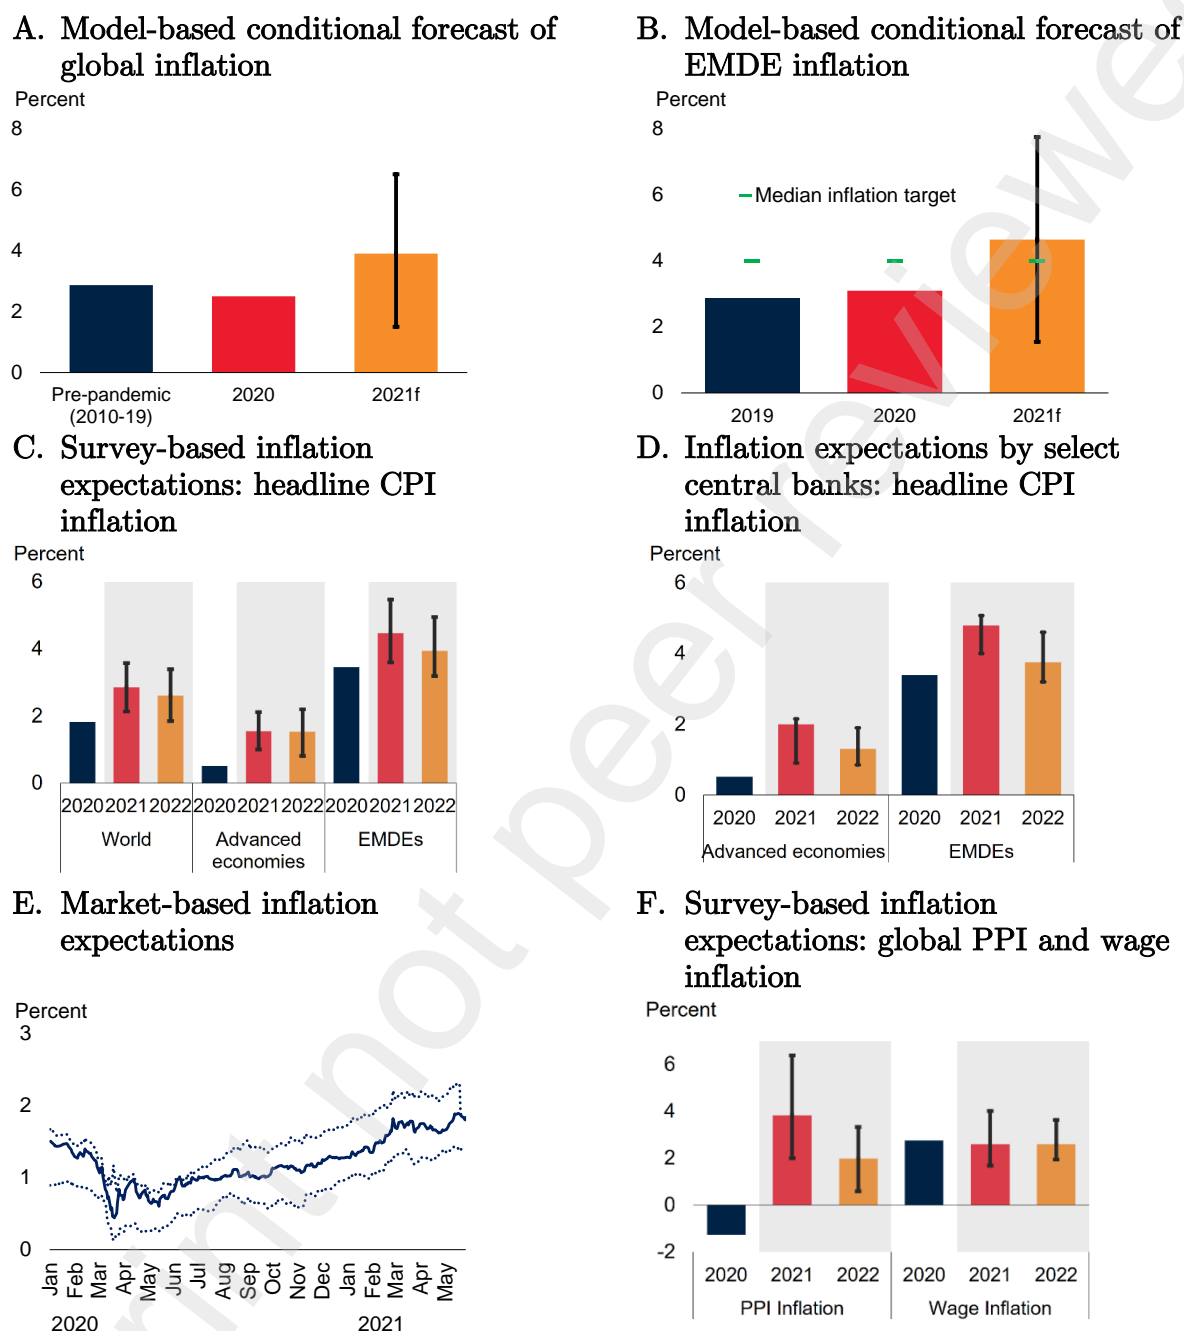 A. Model-based conditional forecast of
global inflation
Percent
8
6
4
2
0
Pre-pandemic
(2010-19)
2020
2021f
B. Model-based conditional forecast of
EMDE inflation
Percent
8
6
4
2
0
Median inflation target
2019
2020
2021f
C. Survey-based inflation
expectations: headline CPI
inflation
Percent
6
4
2
0
2020 2021 2022 2020 2021 2022 2020 2021 2022
World
Advanced
economies
EMDEs
D. Inflation expectations by select
central banks: headline CPI
inflation
Percent
6
4
2
0
2020 2021 2022 2020 2021 2022
Advanced economies
EMDEs
E. Market-based inflation
expectations
Percent
3
2
1
0
Jan Feb Mar Apr May Jun Jul Aug Sep Oct Nov Dec Jan Feb Mar Apr May
2020 2021
F. Survey-based inflation
expectations: global PPI and wage
inflation
Percent
6
4
2
0
-2
2020 2021 2022 2020 2021 2022
PPI Inflation Wage Inflation
not peer